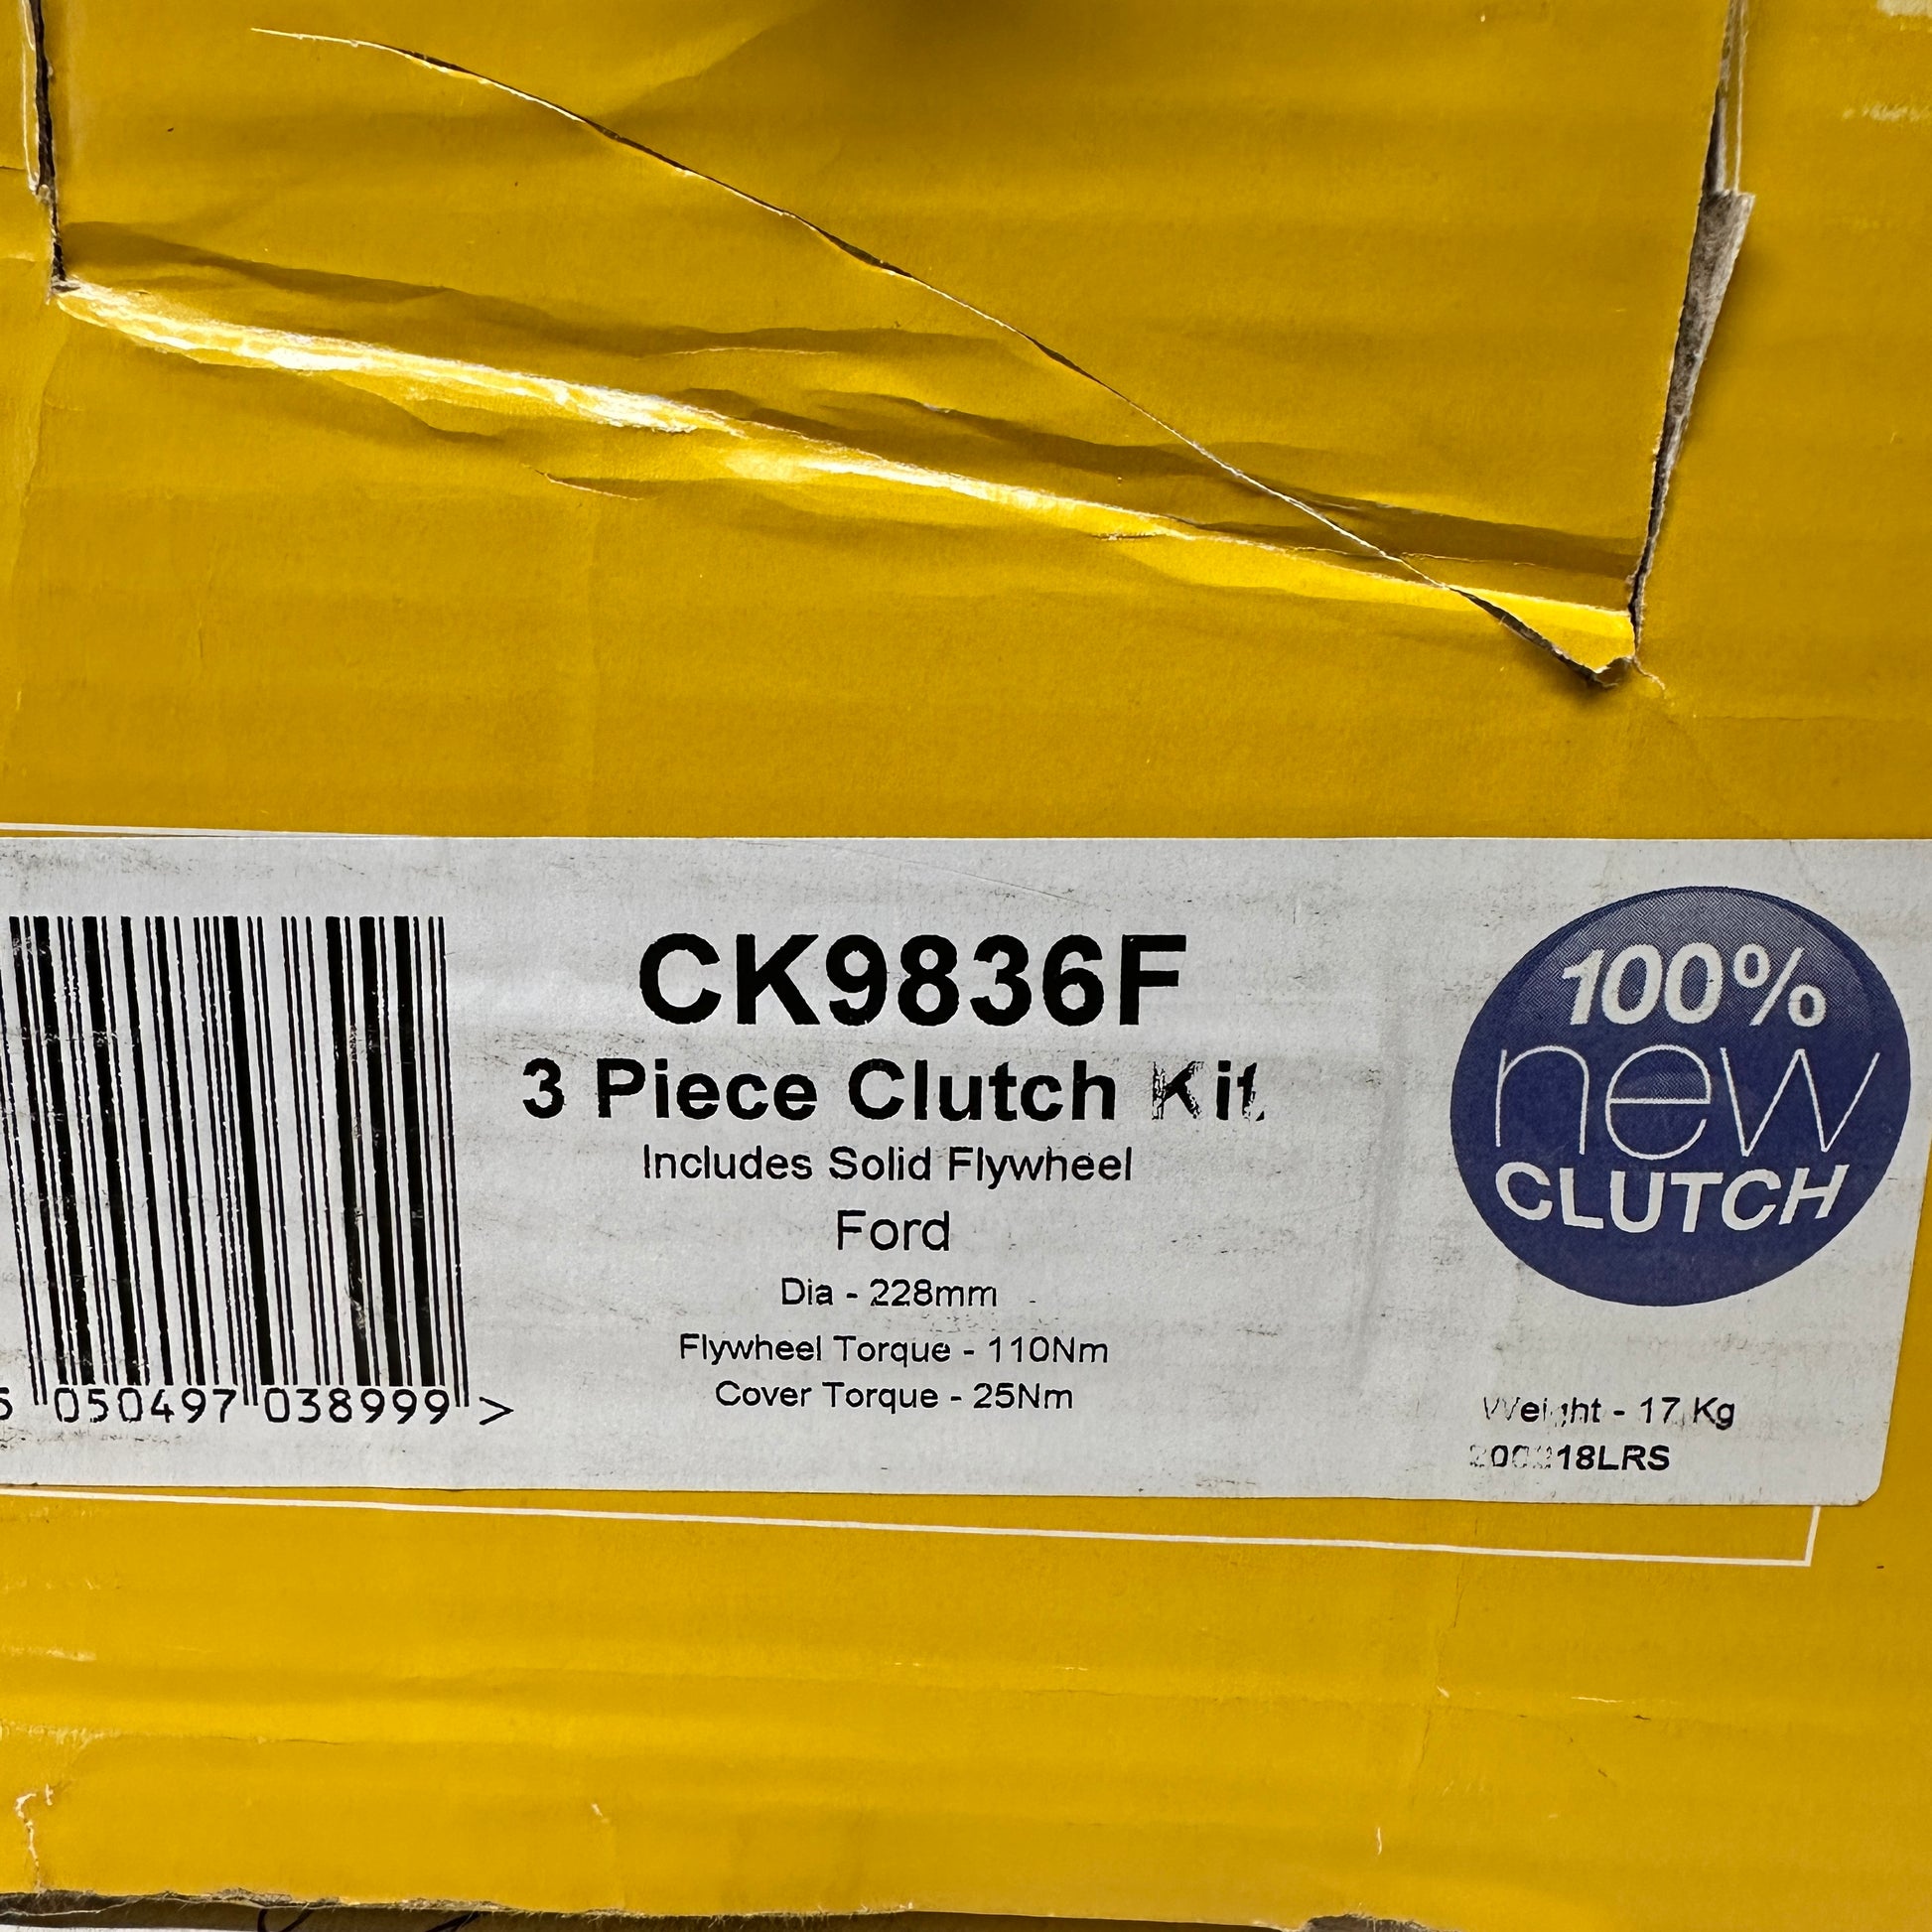 CK9836F
3 Piece Clutch Kit
Includes Solid Flywheel
Ford
Dia - 228mm
Flywheel Torque - 110Nm
Cover Torque - 25Nm
5 050497 038999 >
100%
new
CLUTCH
Weight - 17 Kg